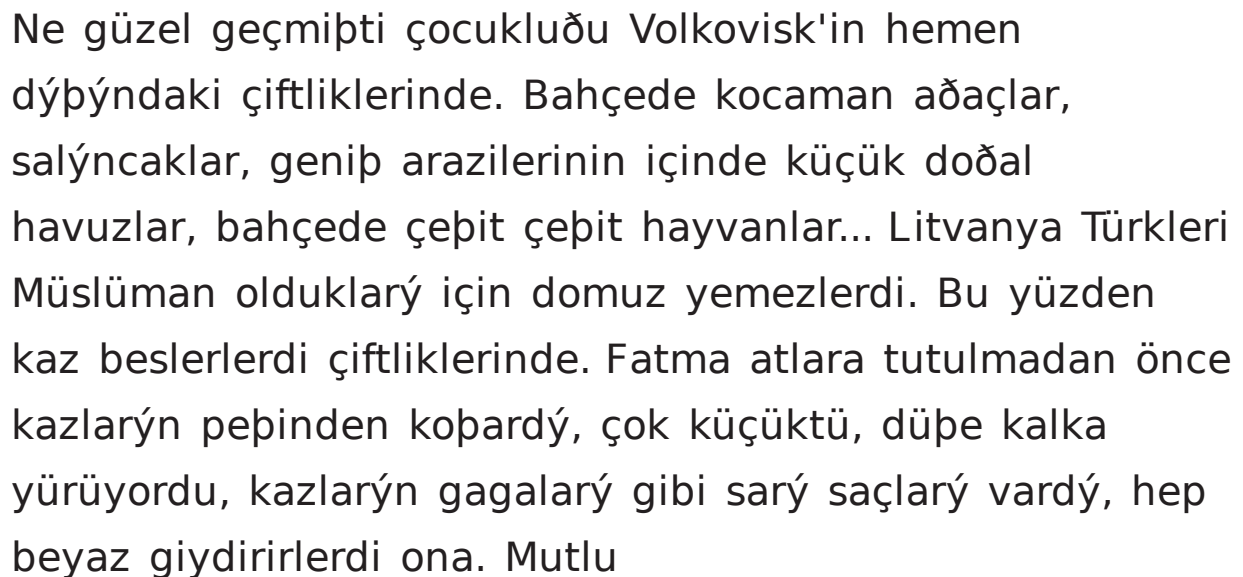 Ne güzel geçmiþti çocukluðu Volkovisk'in hemen
dýþýndaki çiftliklerinde. Bahçede kocaman aðaçlar,
salýncaklar, geniþ arazilerinin içinde küçük doðal
havuzlar, bahçede çeþit çeþit hayvanlar... Litvanya Türkleri
Müslüman olduklarý için domuz yemezlerdi. Bu yüzden
kaz beslerlerdi çiftliklerinde. Fatma atlara tutulmadan önce
kazlarýn peþinden koþardý, çok küçüktü, düþe kalka
yürüyordu, kazlarýn gagalarý gibi sarý saçlarý vardý, hep
beyaz giydirirlerdi ona. Mutlu